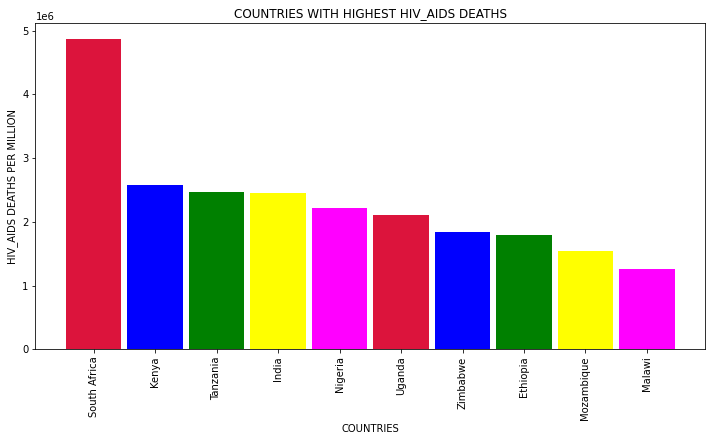 COUNTRIES WITH HIGHEST HIV_AIDS DEATHS
1e6
HIV_AIDS DEATHS PER MILLION
5
4
3
2
1
0
South Africa
Kenya
Tanzania
India
Nigeria
Uganda
Zimbabwe
Ethiopia
Mozambique
Malawi
COUNTRIES